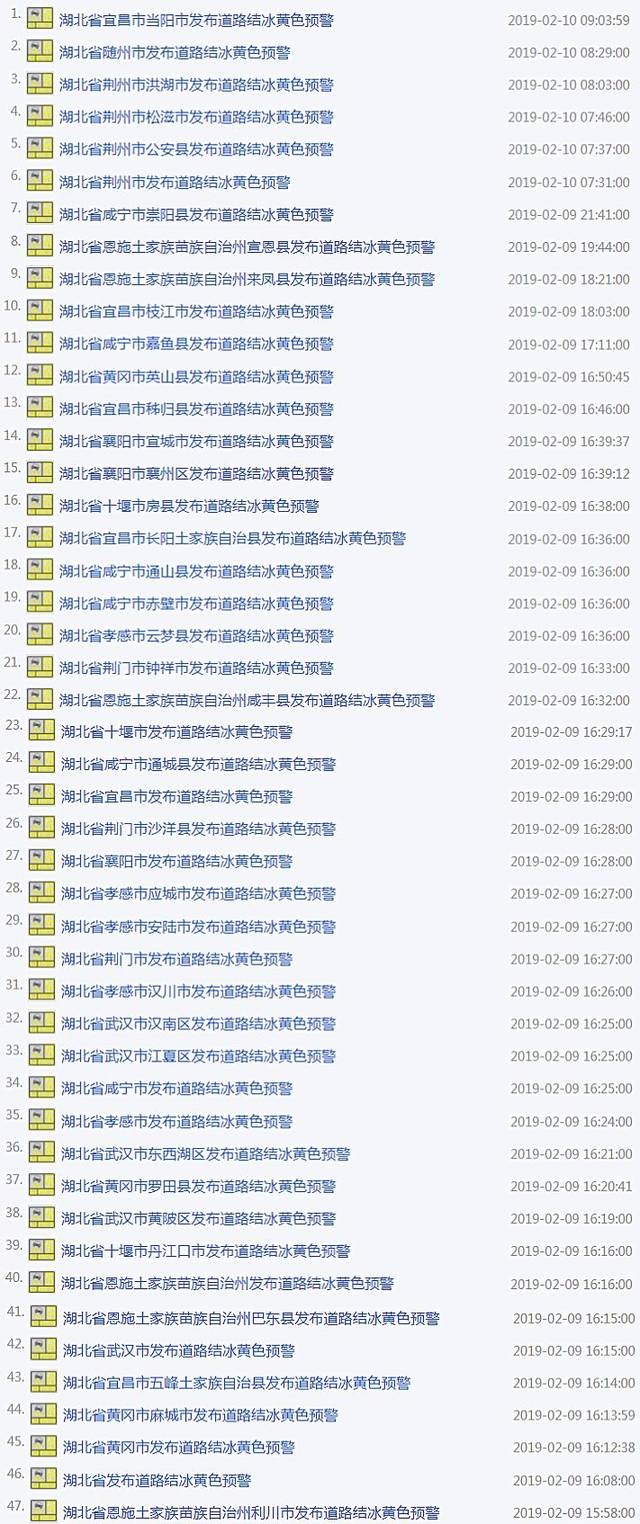 1. 湖北省宜昌市当阳市发布道路结冰黄色预警 2019-02-10 09:03:59
2. 湖北省随州市发布道路结冰黄色预警 2019-02-10 08:29:00
3. 湖北省荆州市洪湖市发布道路结冰黄色预警 2019-02-10 08:03:00
4. 湖北省荆州市松滋市发布道路结冰黄色预警 2019-02-10 07:46:00
5. 湖北省荆州市公安县发布道路结冰黄色预警 2019-02-10 07:37:00
6. 湖北省荆州市发布道路结冰黄色预警 2019-02-10 07:31:00
7. 湖北省咸宁市崇阳县发布道路结冰黄色预警 2019-02-09 21:41:00
8. 湖北省恩施土家族苗族自治州宣恩县发布道路结冰黄色预警 2019-02-09 19:44:00
9. 湖北省恩施土家族苗族自治州来凤县发布道路结冰黄色预警 2019-02-09 18:21:00
10. 湖北省宜昌市枝江市发布道路结冰黄色预警 2019-02-09 18:03:00
11. 湖北省咸宁市嘉鱼县发布道路结冰黄色预警 2019-02-09 17:11:00
12. 湖北省黄冈市英山县发布道路结冰黄色预警 2019-02-09 16:50:45
13. 湖北省宜昌市秭归县发布道路结冰黄色预警 2019-02-09 16:46:00
14. 湖北省襄阳市宜城市发布道路结冰黄色预警 2019-02-09 16:39:37
15. 湖北省襄阳市襄州区发布道路结冰黄色预警 2019-02-09 16:39:12
16. 湖北省十堰市房县发布道路结冰黄色预警 2019-02-09 16:38:00
17. 湖北省宜昌市长阳土家族自治县发布道路结冰黄色预警 2019-02-09 16:36:00
18. 湖北省咸宁市通山县发布道路结冰黄色预警 2019-02-09 16:36:00
19. 湖北省咸宁市赤壁市发布道路结冰黄色预警 2019-02-09 16:36:00
20. 湖北省孝感市云梦县发布道路结冰黄色预警 2019-02-09 16:36:00
21. 湖北省荆门市钟祥市发布道路结冰黄色预警 2019-02-09 16:33:00
22. 湖北省恩施土家族苗族自治州咸丰县发布道路结冰黄色预警 2019-02-09 16:32:00
23. 湖北省十堰市发布道路结冰黄色预警 2019-02-09 16:29:17
24. 湖北省咸宁市通城县发布道路结冰黄色预警 2019-02-09 16:29:00
25. 湖北省宜昌市发布道路结冰黄色预警 2019-02-09 16:29:00
26. 湖北省荆门市沙洋县发布道路结冰黄色预警 2019-02-09 16:28:00
27. 湖北省襄阳市发布道路结冰黄色预警 2019-02-09 16:28:00
28. 湖北省孝感市应城市发布道路结冰黄色预警 2019-02-09 16:27:00
29. 湖北省孝感市安陆市发布道路结冰黄色预警 2019-02-09 16:27:00
30. 湖北省荆门市发布道路结冰黄色预警 2019-02-09 16:27:00
31. 湖北省孝感市汉川市发布道路结冰黄色预警 2019-02-09 16:26:00
32. 湖北省武汉市汉南区发布道路结冰黄色预警 2019-02-09 16:25:00
33. 湖北省武汉市江夏区发布道路结冰黄色预警 2019-02-09 16:25:00
34. 湖北省咸宁市发布道路结冰黄色预警 2019-02-09 16:25:00
35. 湖北省孝感市发布道路结冰黄色预警 2019-02-09 16:24:00
36. 湖北省武汉市东西湖区发布道路结冰黄色预警 2019-02-09 16:21:00
37. 湖北省黄冈市罗田县发布道路结冰黄色预警 2019-02-09 16:20:41
38. 湖北省武汉市黄陂区发布道路结冰黄色预警 2019-02-09 16:19:00
39. 湖北省十堰市丹江口市发布道路结冰黄色预警 2019-02-09 16:16:00
40. 湖北省恩施土家族苗族自治州发布道路结冰黄色预警 2019-02-09 16:16:00
41. 湖北省恩施土家族苗族自治州巴东县发布道路结冰黄色预警 2019-02-09 16:15:00
42. 湖北省武汉市发布道路结冰黄色预警 2019-02-09 16:15:00
43. 湖北省宜昌市五峰土家族自治县发布道路结冰黄色预警 2019-02-09 16:14:00
44. 湖北省黄冈市麻城市发布道路结冰黄色预警 2019-02-09 16:13:59
45. 湖北省黄冈市发布道路结冰黄色预警 2019-02-09 16:12:38
46. 湖北省发布道路结冰黄色预警 2019-02-09 16:08:00
47. 湖北省恩施土家族苗族自治州利川市发布道路结冰黄色预警 2019-02-09 15:58:00